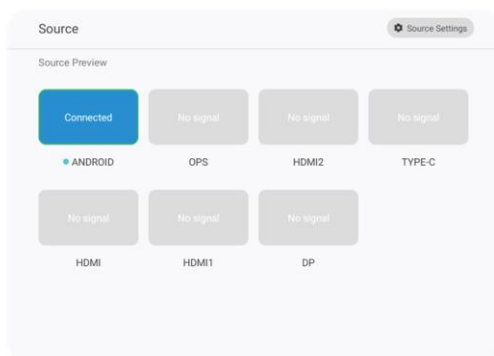 Source
Source Settings
Source Preview
Connected
No signal
No signal
No signal
ANDROID
OPS
HDMI2
TYPE-C
No signal
No signal
No signal
HDMI
HDMI1
DP